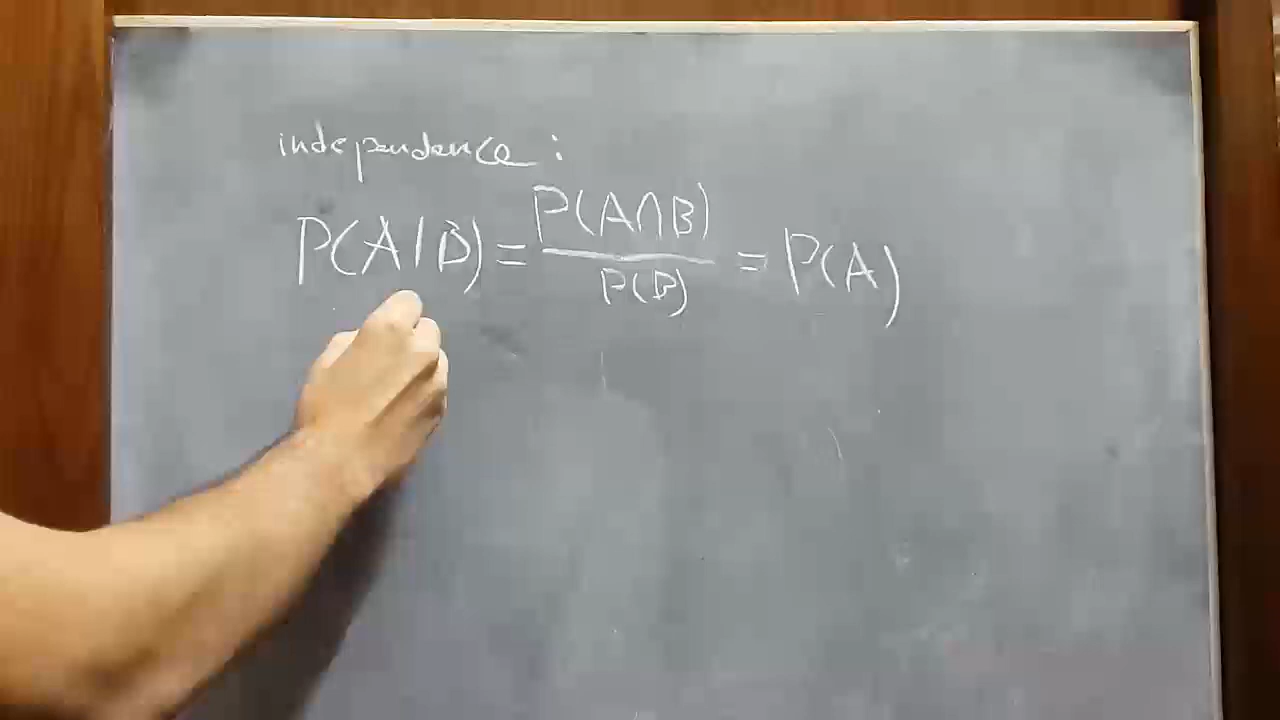 independence:
P(A|B) = P(A∩B) / P(B) = P(A)